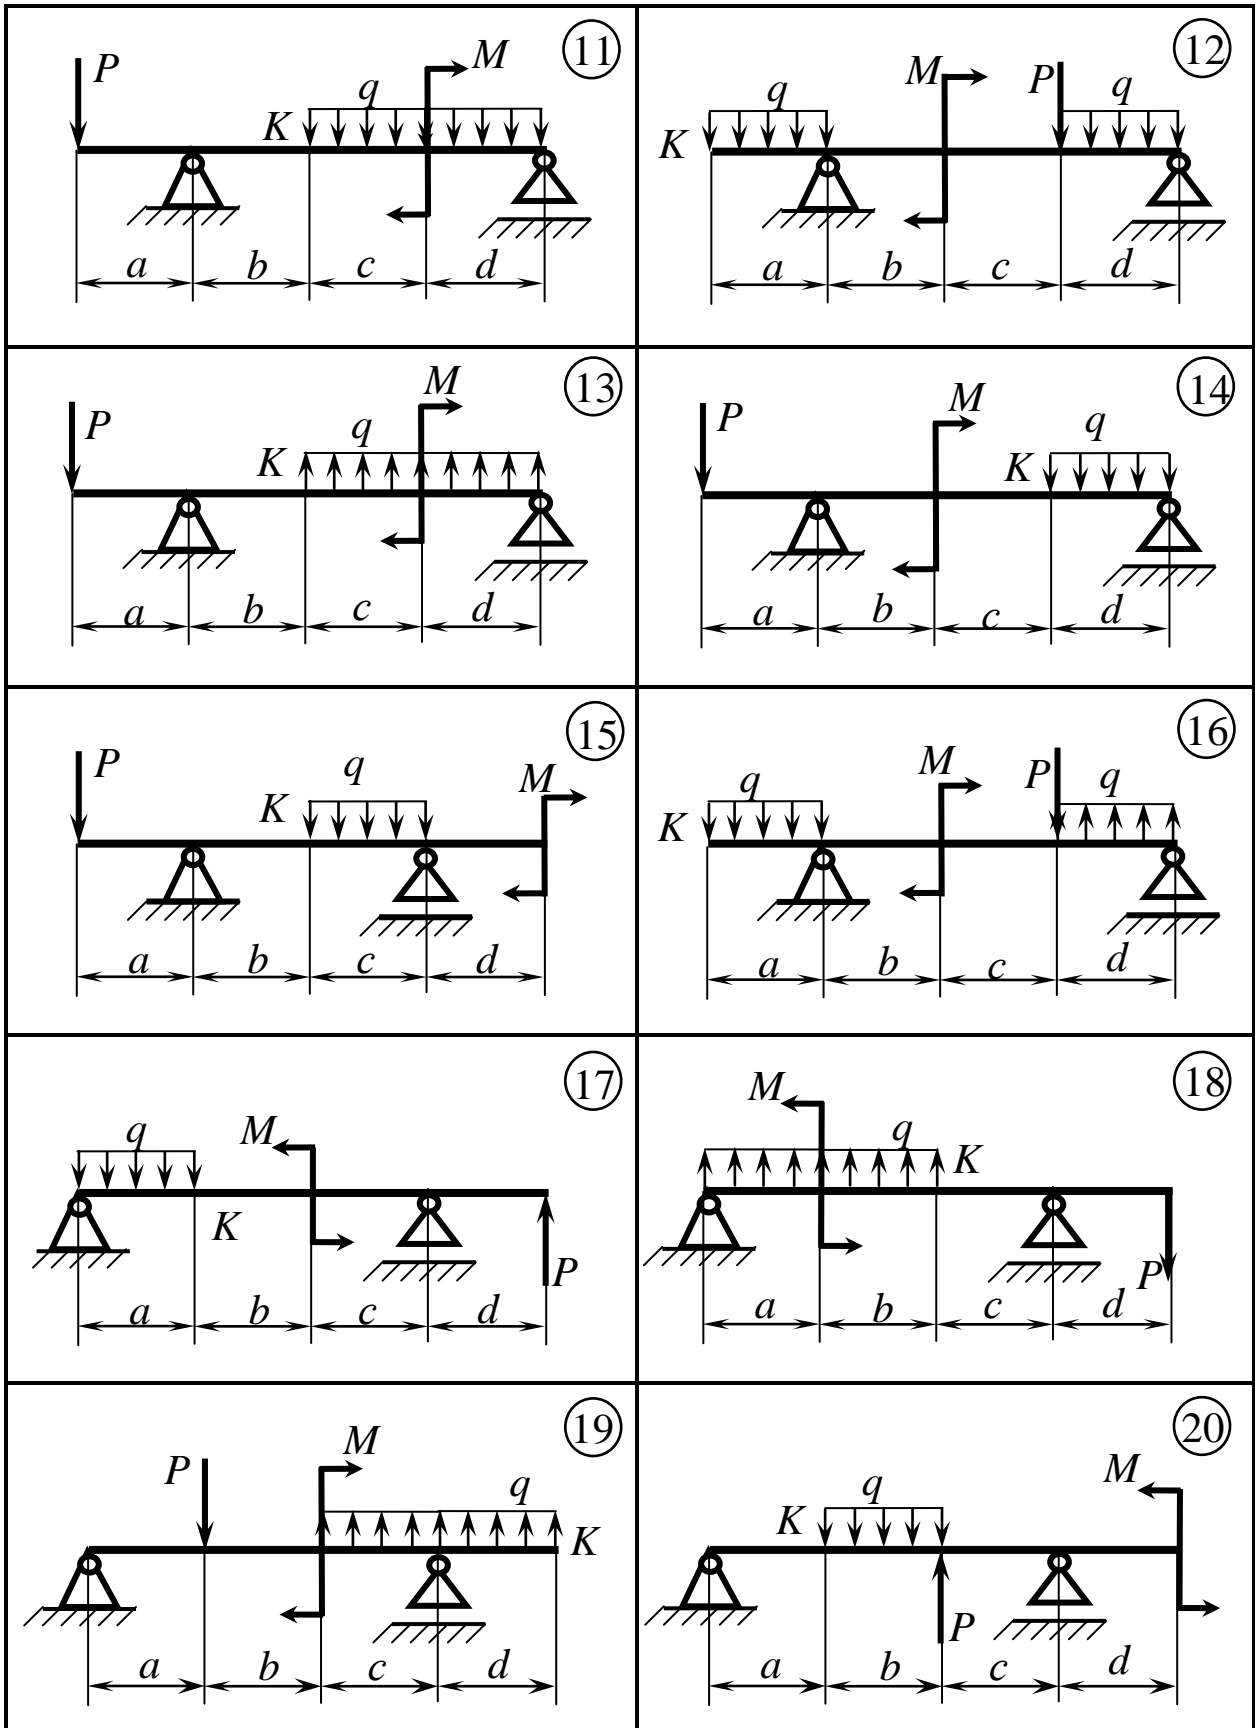 P q K M 11
a b c d
K q M P q 12
a b c d
P K q M 13
a b c d
P M K q 14
a b c d
P K q M 15
a b c d
K q M P q 16
a b c d
q K M P 17
a b c d
M q K P 18
a b c d
P M q K 19
a b c d
K q P M 20
a b c d